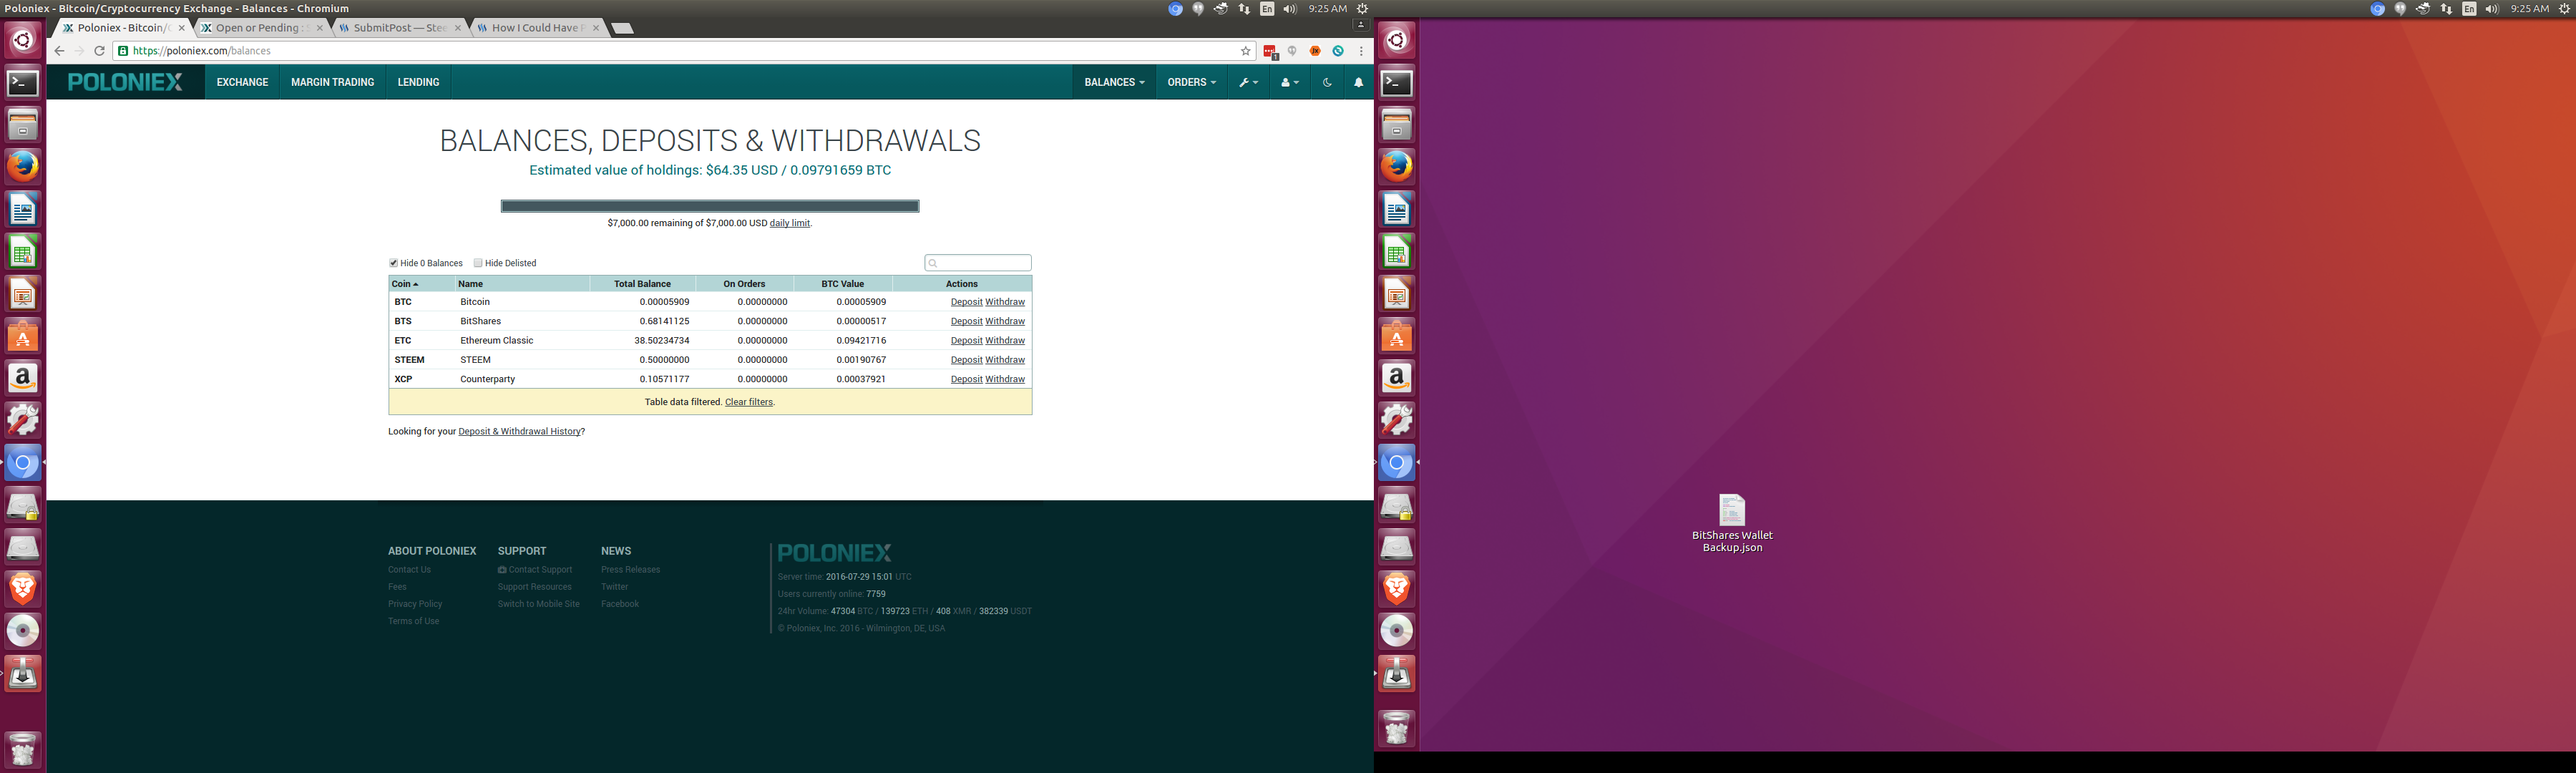 Poloniex - Bitcoin/Cryptocurrency Exchange - Balances - Chromium
En
9:25 AM
En
9:25 AM
Poloniex - Bitcoin/
Open or Pending :
SubmitPost — Stee
How I Could Have
https://poloniex.com/balances
1
POLONIEX
EXCHANGE
MARGIN TRADING
LENDING
BALANCES
ORDERS
BALANCES, DEPOSITS & WITHDRAWALS
Estimated value of holdings: $64.35 USD / 0.09791659 BTC
$7,000.00 remaining of $7,000.00 USD daily limit.
Hide 0 Balances Hide Delisted
Coin Name Total Balance On Orders BTC Value Actions
BTC Bitcoin 0.00005909 0.00000000 0.00005909 Deposit Withdraw
BTS BitShares 0.68141125 0.00000000 0.00000517 Deposit Withdraw
ETC Ethereum Classic 38.50234734 0.00000000 0.09421716 Deposit Withdraw
STEEM STEEM 0.50000000 0.00000000 0.00190767 Deposit Withdraw
XCP Counterparty 0.10571177 0.00000000 0.00037921 Deposit Withdraw
Table data filtered. Clear filters.
Looking for your Deposit & Withdrawal History?
ABOUT POLONIEX
Contact Us
Fees
Privacy Policy
Terms of Use
SUPPORT
Contact Support
Support Resources
Switch to Mobile Site
NEWS
Press Releases
Twitter
Facebook
POLONIEX
Server time: 2016-07-29 15:01 UTC
Users currently online: 7759
24hr Volume: 47304 BTC / 139723 ETH / 408 XMR / 382339 USDT
© Poloniex, Inc. 2016 - Wilmington, DE, USA
BitShares Wallet
Backup.json